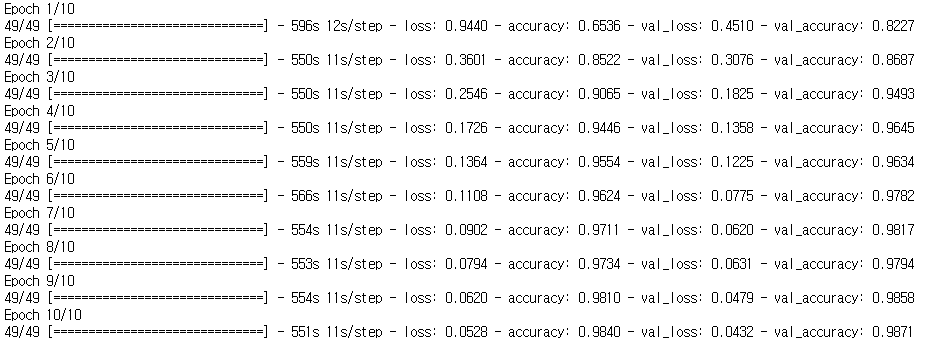 Epoch 1/10
49/49 [==============================] - 596s 12s/step - loss: 0.9440 - accuracy: 0.6536 - val_loss: 0.4510 - val_accuracy: 0.8227
Epoch 2/10
49/49 [==============================] - 550s 11s/step - loss: 0.3601 - accuracy: 0.8522 - val_loss: 0.3076 - val_accuracy: 0.8687
Epoch 3/10
49/49 [==============================] - 550s 11s/step - loss: 0.2546 - accuracy: 0.9065 - val_loss: 0.1825 - val_accuracy: 0.9493
Epoch 4/10
49/49 [==============================] - 550s 11s/step - loss: 0.1726 - accuracy: 0.9446 - val_loss: 0.1358 - val_accuracy: 0.9645
Epoch 5/10
49/49 [==============================] - 559s 11s/step - loss: 0.1364 - accuracy: 0.9554 - val_loss: 0.1225 - val_accuracy: 0.9634
Epoch 6/10
49/49 [==============================] - 566s 11s/step - loss: 0.1108 - accuracy: 0.9624 - val_loss: 0.0775 - val_accuracy: 0.9782
Epoch 7/10
49/49 [==============================] - 554s 11s/step - loss: 0.0902 - accuracy: 0.9711 - val_loss: 0.0620 - val_accuracy: 0.9817
Epoch 8/10
49/49 [==============================] - 553s 11s/step - loss: 0.0794 - accuracy: 0.9734 - val_loss: 0.0631 - val_accuracy: 0.9794
Epoch 9/10
49/49 [==============================] - 554s 11s/step - loss: 0.0620 - accuracy: 0.9810 - val_loss: 0.0479 - val_accuracy: 0.9858
Epoch 10/10
49/49 [==============================] - 551s 11s/step - loss: 0.0528 - accuracy: 0.9840 - val_loss: 0.0432 - val_accuracy: 0.9871